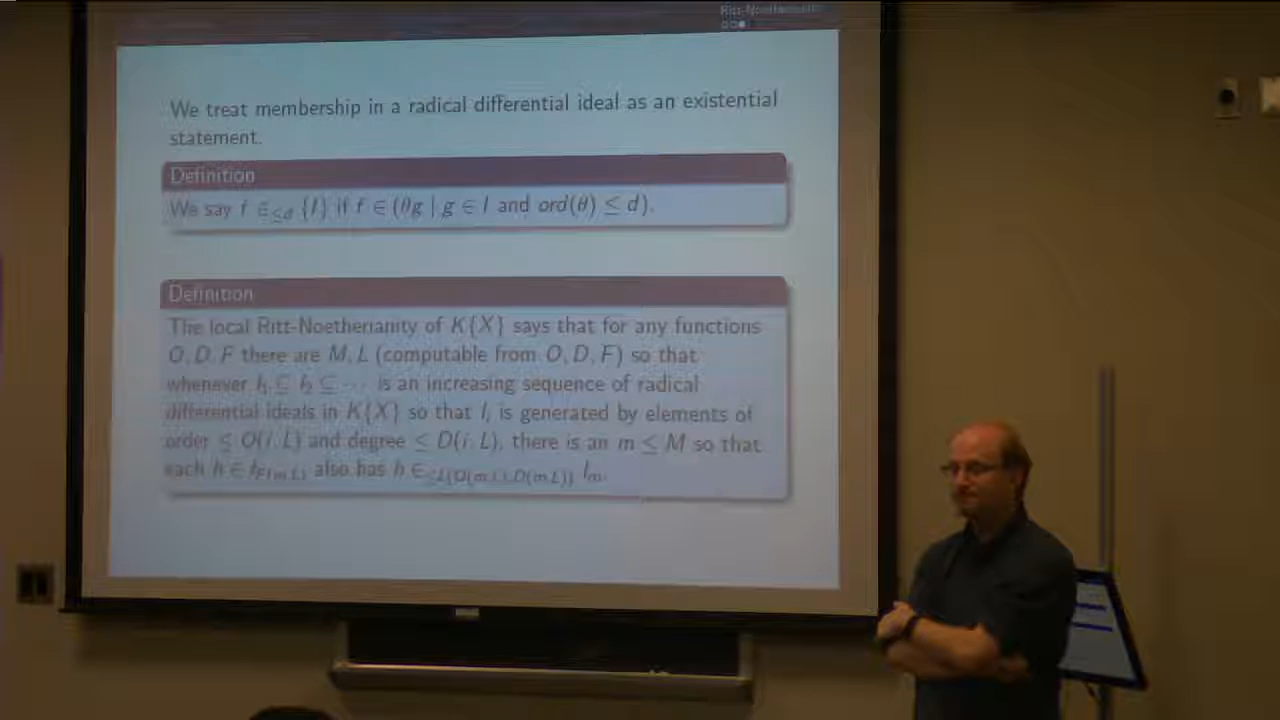 Ritt-Noetherianity
We treat membership in a radical differential ideal as an existential
statement.
Definition
We say f ∈≤d {I} if f ∈ (θg | g ∈ I and ord(θ) ≤ d).
Definition
The local Ritt-Noetherianity of K{X} says that for any functions
O, D, F there are M, L (computable from O, D, F) so that
whenever I₁ ⊆ I₂ ⊆ ··· is an increasing sequence of radical
differential ideals in K{X} so that Iᵢ is generated by elements of
order ≤ O(i, L) and degree ≤ D(i, L), there is an m ≤ M so that
each h ∈ I_F(m,L) also has h ∈≤L(O(m,L),D(m,L)) Iₘ.